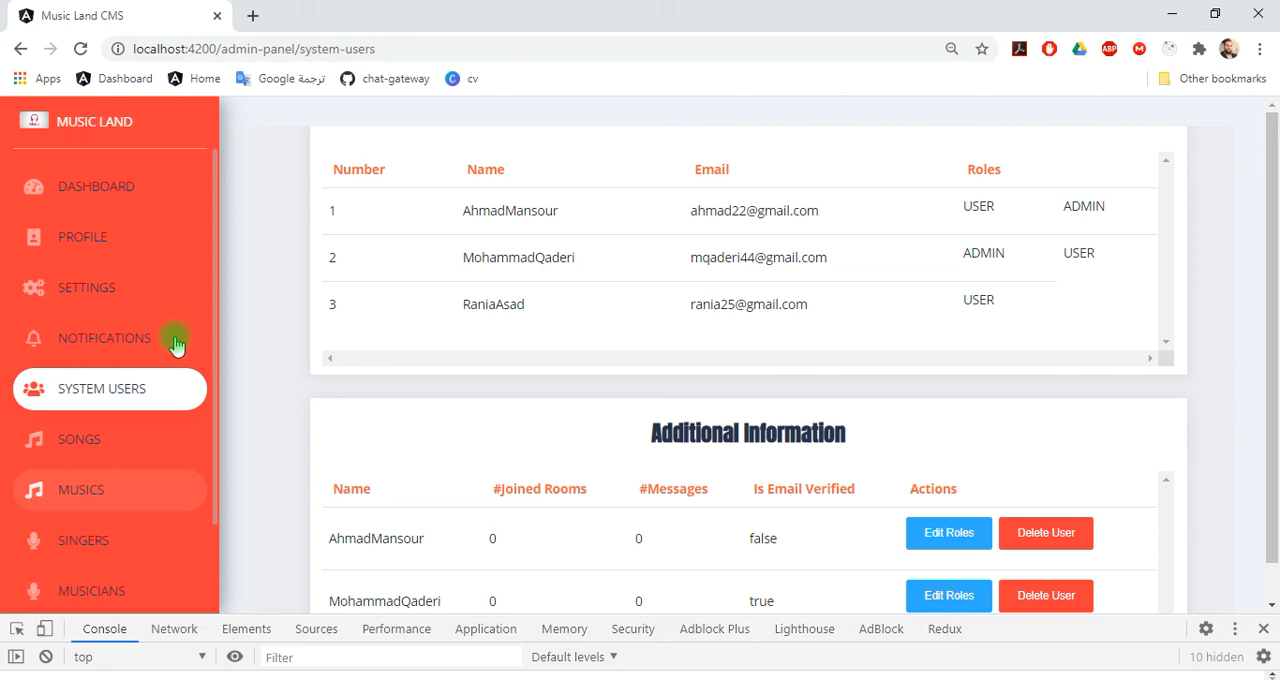 Music Land CMS
localhost:4200/admin-panel/system-users
ABP
Apps Dashboard Home ترجمة Google chat-gateway C cv Other bookmarks
MUSIC LAND
DASHBOARD
PROFILE
SETTINGS
NOTIFICATIONS
SYSTEM USERS
SONGS
MUSICS
SINGERS
MUSICIANS
Number Name Email Roles
1 AhmadMansour ahmad22@gmail.com USER ADMIN
2 MohammadQaderi mqaderi44@gmail.com ADMIN USER
3 RaniaAsad rania25@gmail.com USER
Additional Information
Name #Joined Rooms #Messages Is Email Verified Actions
AhmadMansour 0 0 false Edit Roles Delete User
MohammadQaderi 0 0 true Edit Roles Delete User
Console Network Elements Sources Performance Application Memory Security Adblock Plus Lighthouse AdBlock Redux
top Filter Default levels 10 hidden